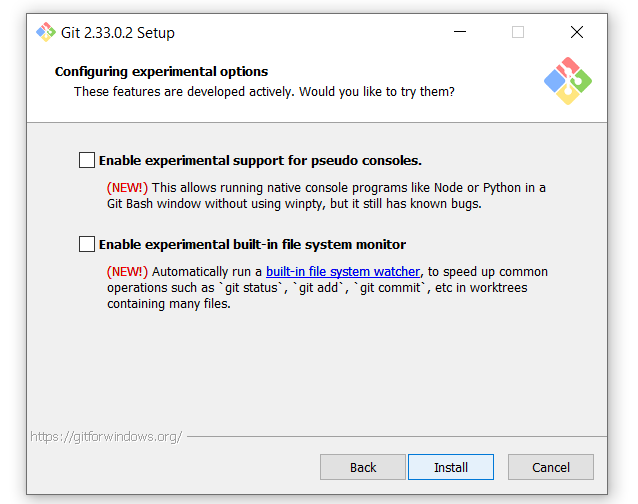 Git 2.33.0.2 Setup
Configuring experimental options
These features are developed actively. Would you like to try them?
Enable experimental support for pseudo consoles.
(NEW!) This allows running native console programs like Node or Python in a
Git Bash window without using winpty, but it still has known bugs.
Enable experimental built-in file system monitor
(NEW!) Automatically run a built-in file system watcher, to speed up common
operations such as `git status`, `git add`, `git commit`, etc in worktrees
containing many files.
https://gitforwindows.org/
Back Install Cancel